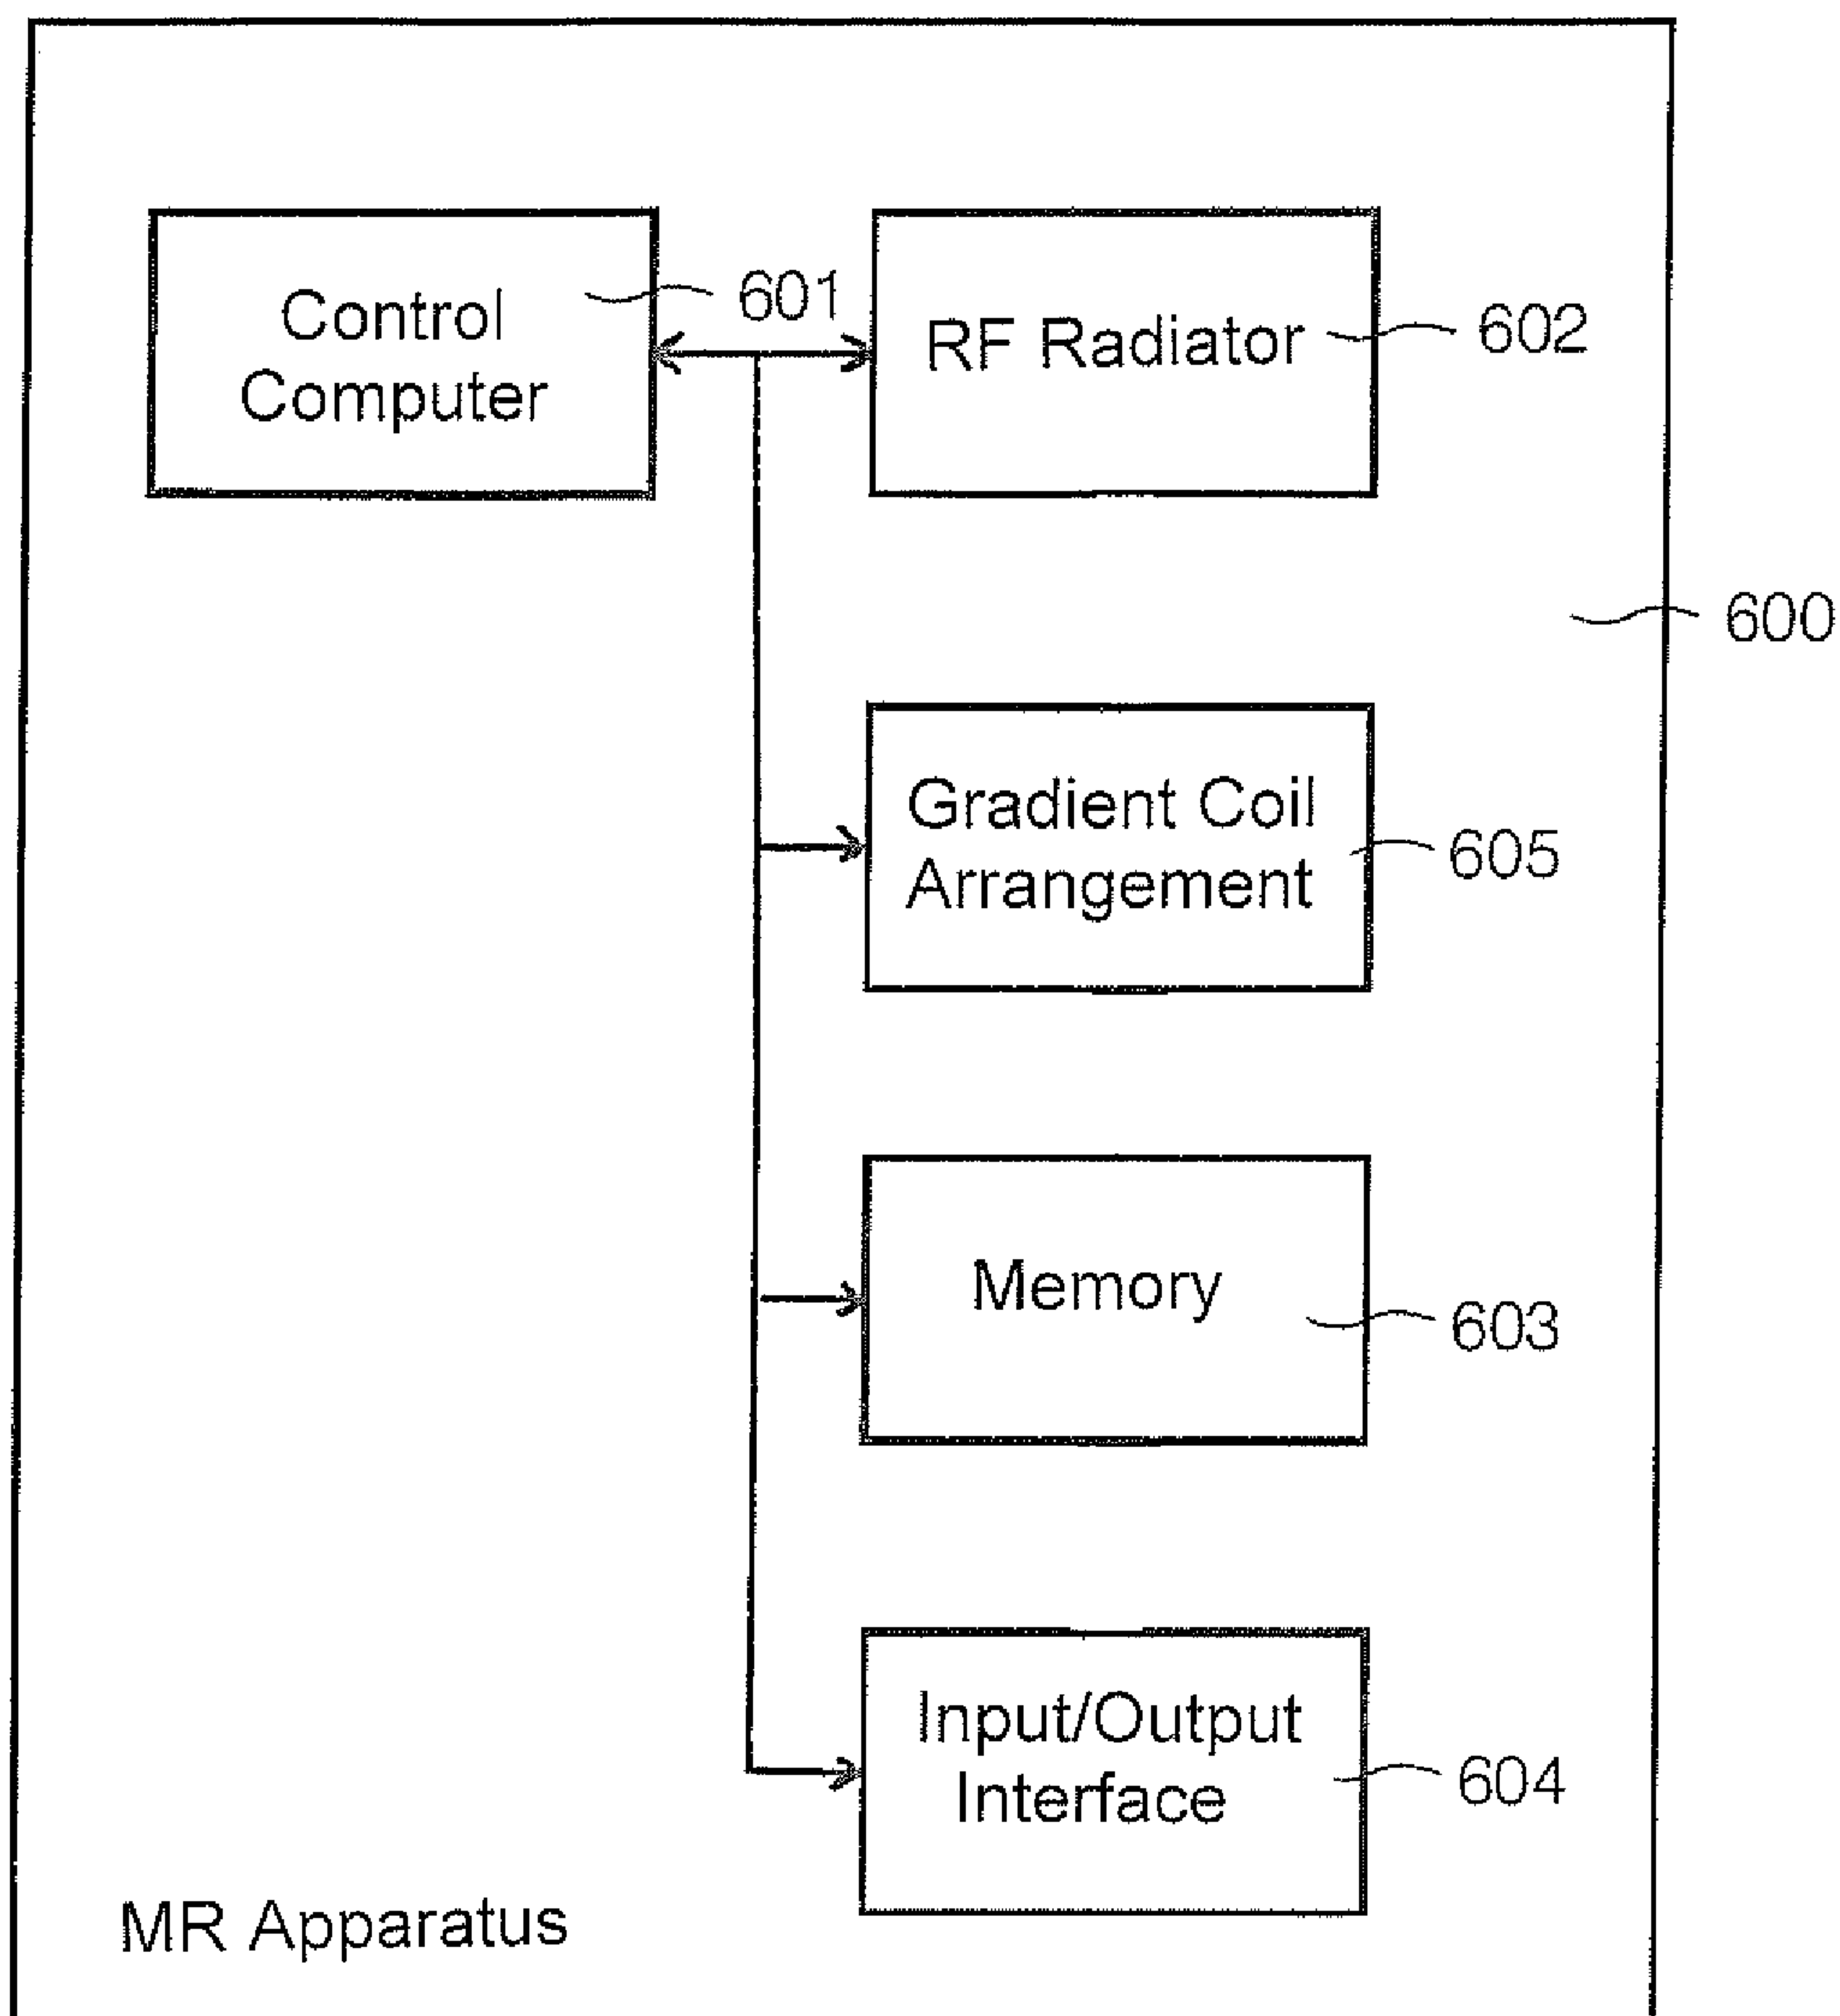 Control
Computer
601
RF Radiator
602
600
Gradient Coil
Arrangement
605
Memory
603
Input/Output
Interface
604
MR Apparatus